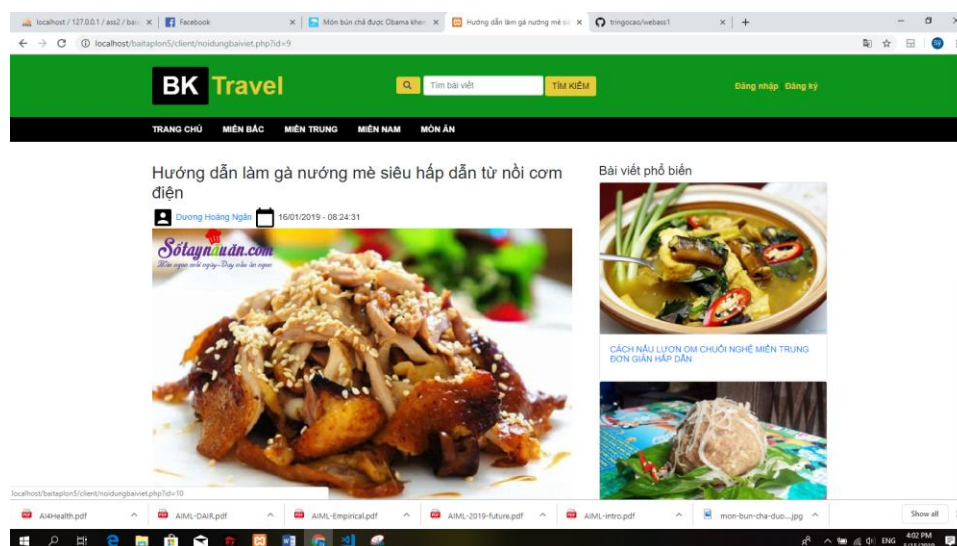 localhost / 127.0.0.1 / ass2 / bai
Facebook
Món bún chả được Obama khen
Hướng dẫn làm gà nướng mè si
tringocao/webass1
localhost/baitaplon5/client/noidungbaiviet.php?id=9
BK Travel
Tìm bài viết
TÌM KIẾM
Đăng nhập Đăng ký
TRANG CHỦ MIỀN BẮC MIỀN TRUNG MIỀN NAM MÓN ĂN
Hướng dẫn làm gà nướng mè siêu hấp dẫn từ nồi cơm
điện
Dương Hoàng Ngân 16/01/2019 - 08:24:31
Sổtaynấuăn.com
Bài viết phổ biến
CÁCH NẤU LƯƠN OM CHUỐI NGHỆ MIỀN TRUNG
ĐƠN GIẢN HẤP DẪN
localhost/baitaplon5/client/noidungbaiviet.php?id=10
AI4Health.pdf
AIML-DAIR.pdf
AIML-Empirical.pdf
AIML-2019-future.pdf
AIML-intro.pdf
mon-bun-cha-duo....jpg
Show all
ENG
4:02 PM
5/15/2019